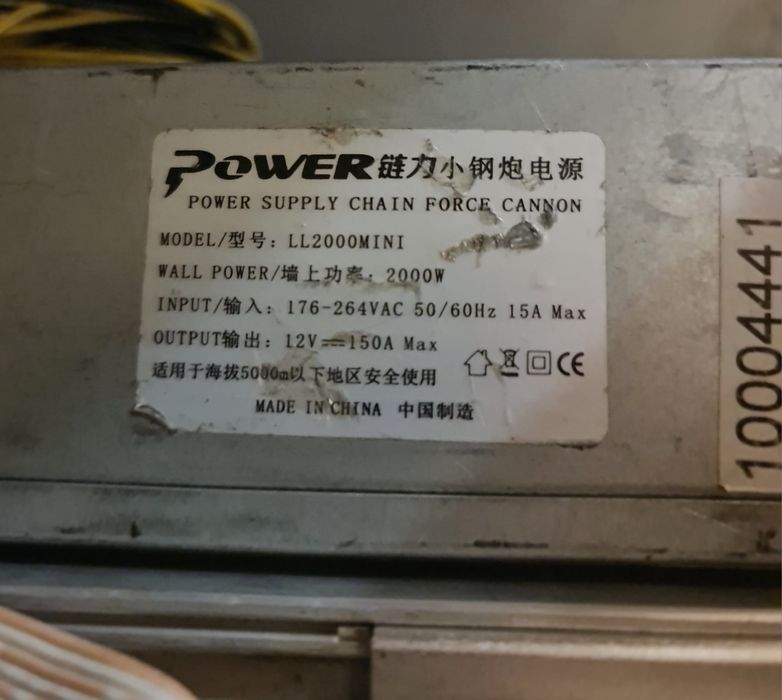 POWER链力小钢炮电源
POWER SUPPLY CHAIN FORCE CANNON
MODEL/型号: LL2000MINI
WALL POWER/墙上功率: 2000W
INPUT/输入: 176-264VAC 50/60Hz 15A Max
OUTPUT输出: 12V⎓150A Max
适用于海拔5000m以下地区安全使用
CE
MADE IN CHINA 中国制造
10004441